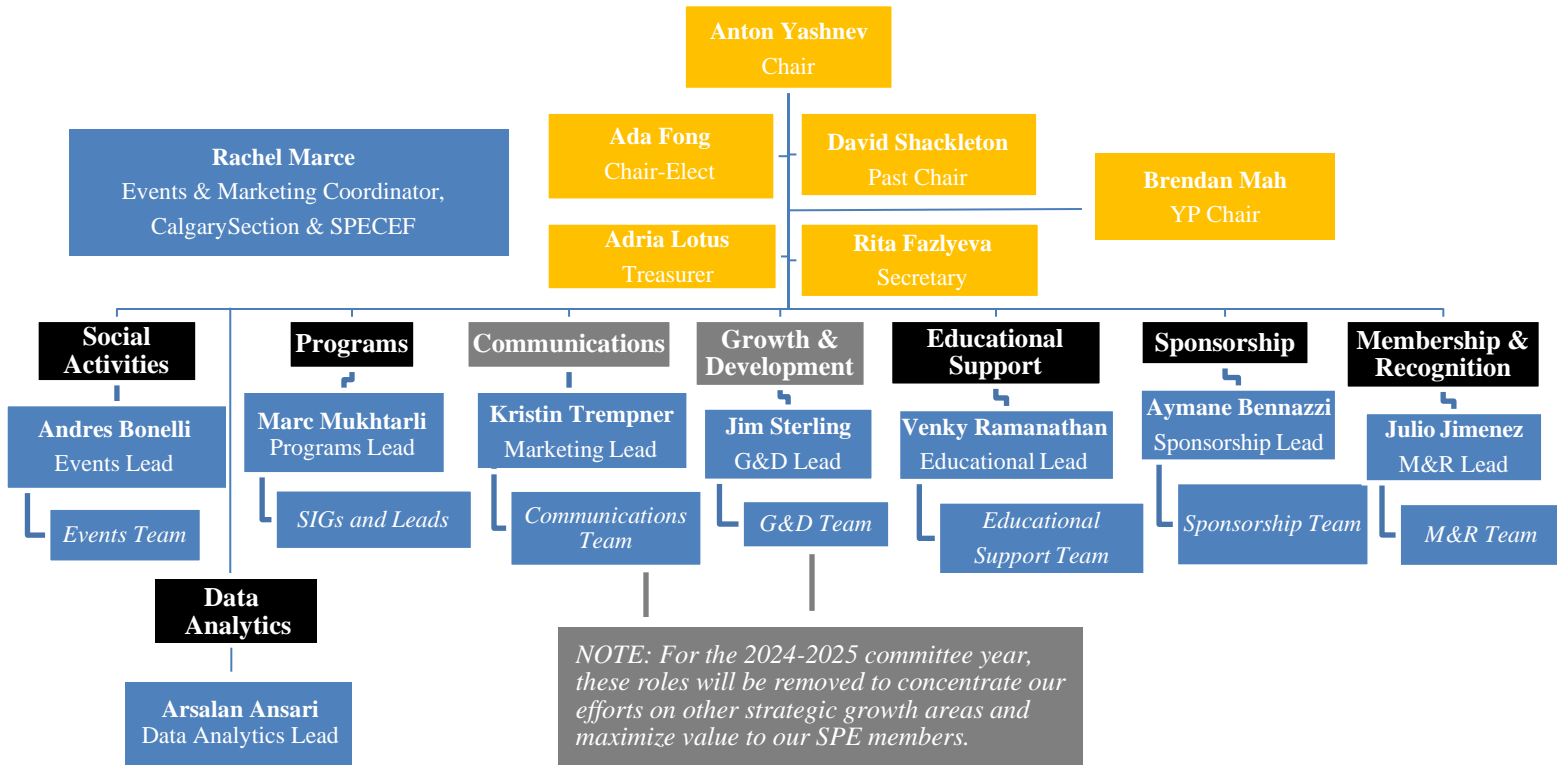 Anton Yashnev
Chair
Ada Fong
Chair-Elect
David Shackleton
Past Chair
Rachel Marce
Events & Marketing Coordinator,
CalgarySection & SPECEF
Brendan Mah
YP Chair
Adria Lotus
Treasurer
Rita Fazlyeva
Secretary
Social
Activities
Programs
Communications
Growth &
Development
Educational
Support
Sponsorship
Membership &
Recognition
Andres Bonelli
Events Lead
Marc Mukhtarli
Programs Lead
Kristin Trempner
Marketing Lead
Jim Sterling
G&D Lead
Venky Ramanathan
Educational Lead
Aymane Bennazzi
Sponsorship Lead
Julio Jimenez
M&R Lead
Events Team
SIGs and Leads
Communications
Team
G&D Team
Educational
Support Team
Sponsorship Team
M&R Team
Data
Analytics
Arsalan Ansari
Data Analytics Lead
NOTE: For the 2024-2025 committee year,
these roles will be removed to concentrate our
efforts on other strategic growth areas and
maximize value to our SPE members.